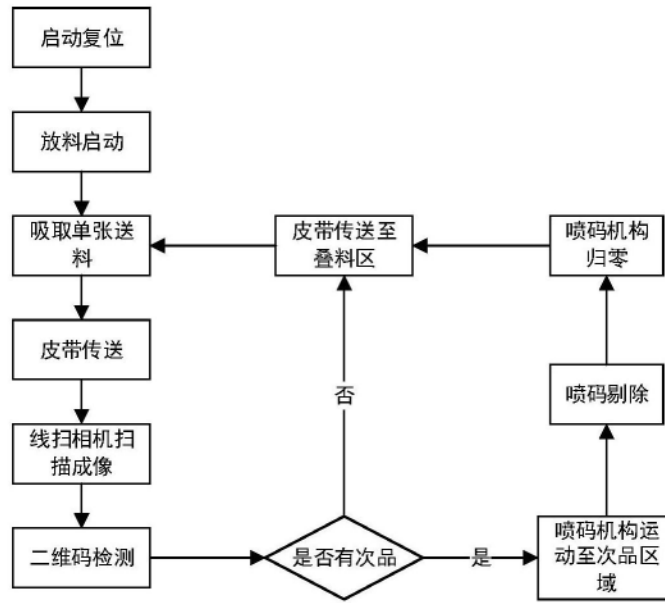 启动复位
放料启动
吸取单张送
料
皮带传送
线扫相机扫
描成像
二维码检测
是否有次品
否
是
皮带传送至
叠料区
喷码机构运
动至次品区
域
喷码剔除
喷码机构
归零